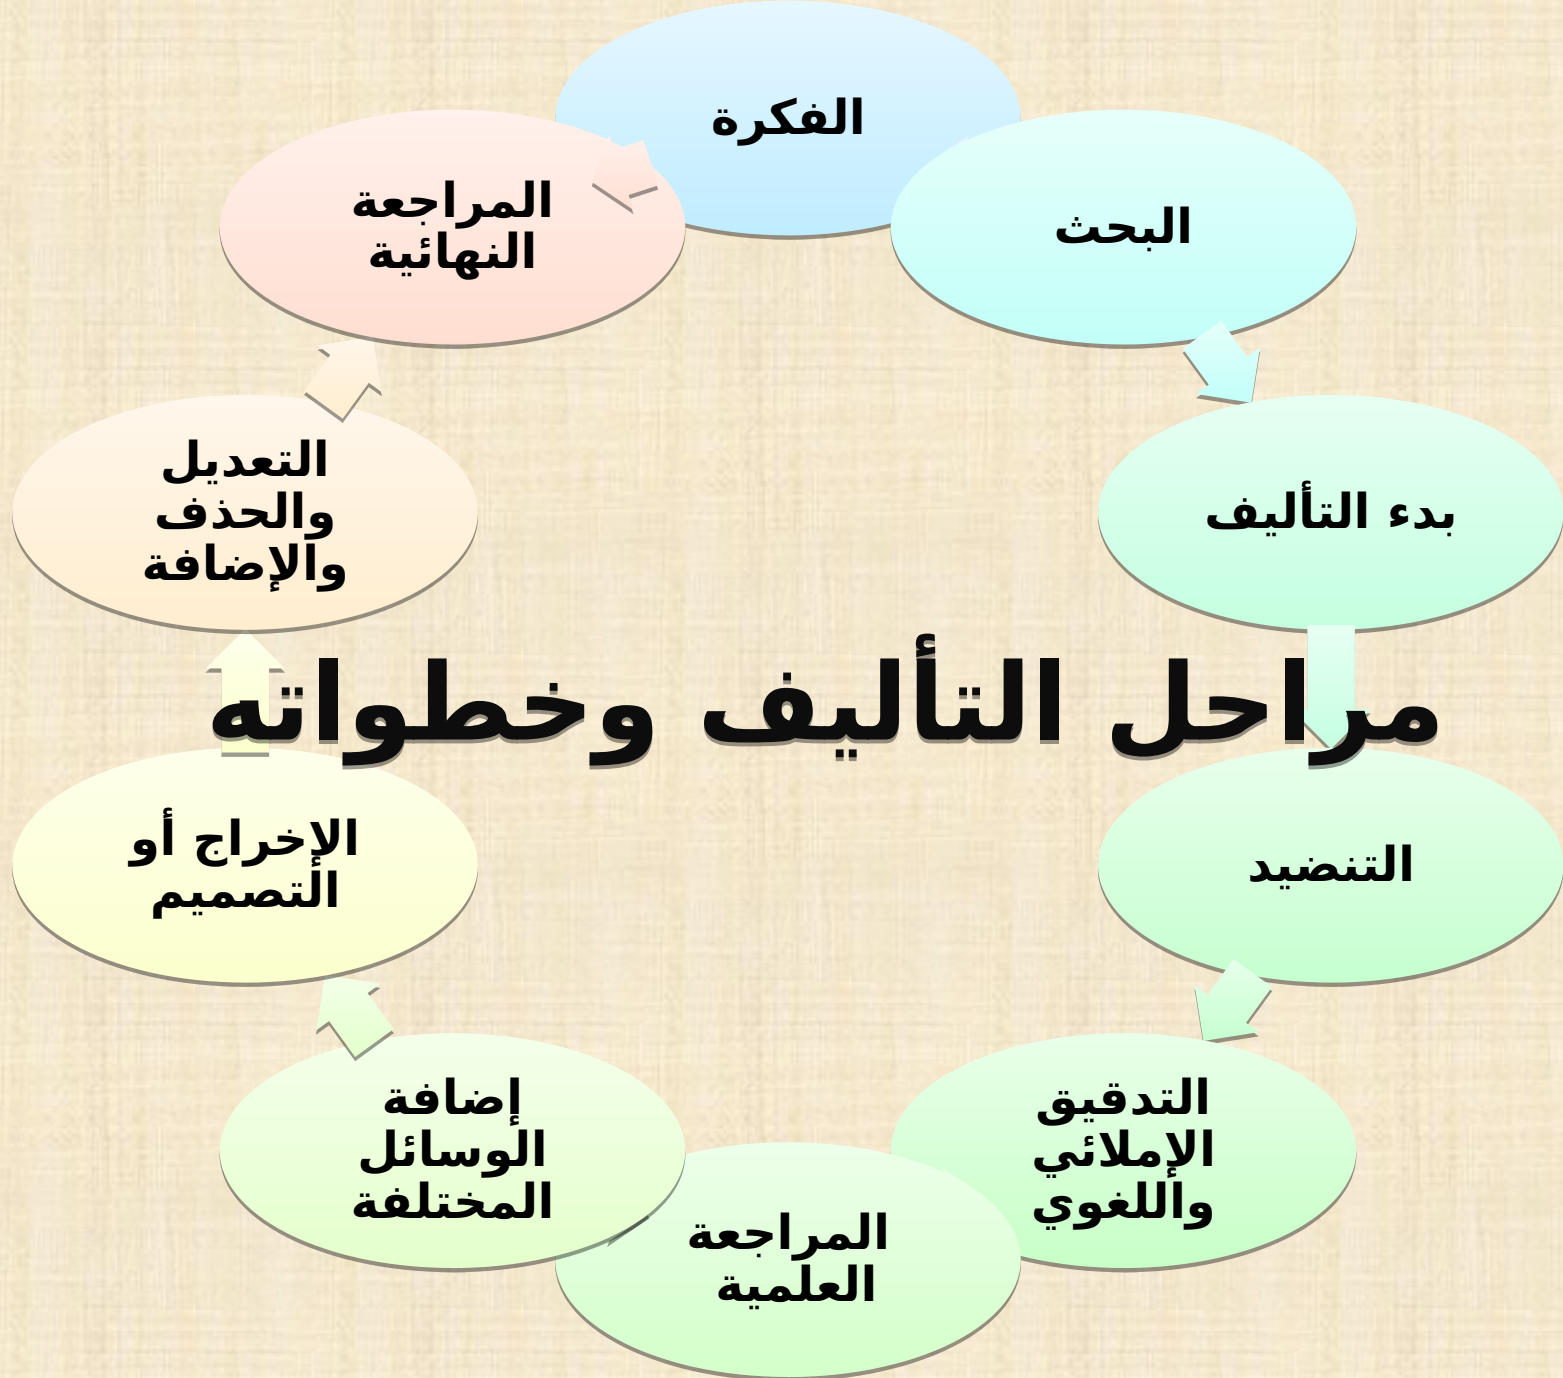 الفكرة
البحث
بدء التأليف
التنضيد
التدقيق
الإملائي
واللغوي
المراجعة
العلمية
إضافة
الوسائل
المختلفة
الإخراج أو
التصميم
التعديل
والحذف
والإضافة
المراجعة
النهائية
مراحل التأليف وخطواته